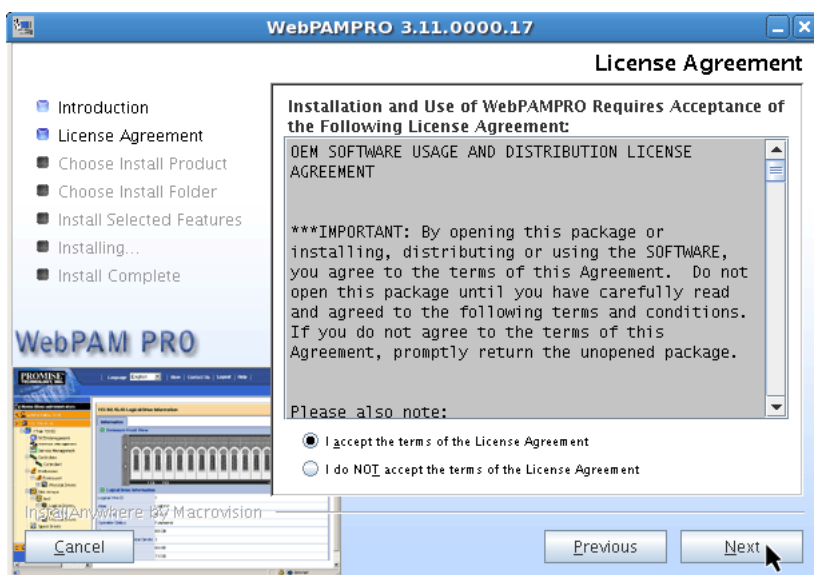 WebPAMPRO 3.11.0000.17
License Agreement
Introduction
License Agreement
Choose Install Product
Choose Install Folder
Install Selected Features
Installing...
Install Complete
WebPAM PRO
PROMISE
Installation and Use of WebPAMPRO Requires Acceptance of
the Following License Agreement:
OEM SOFTWARE USAGE AND DISTRIBUTION LICENSE
AGREEMENT
***IMPORTANT: By opening this package or
installing, distributing or using the SOFTWARE,
you agree to the terms of this Agreement. Do not
open this package until you have carefully read
and agreed to the following terms and conditions.
If you do not agree to the terms of this
Agreement, promptly return the unopened package.
Please also note:
I accept the terms of the License Agreement
I do NOT accept the terms of the License Agreement
InstallAnywhere by Macrovision
Cancel
Previous
Next